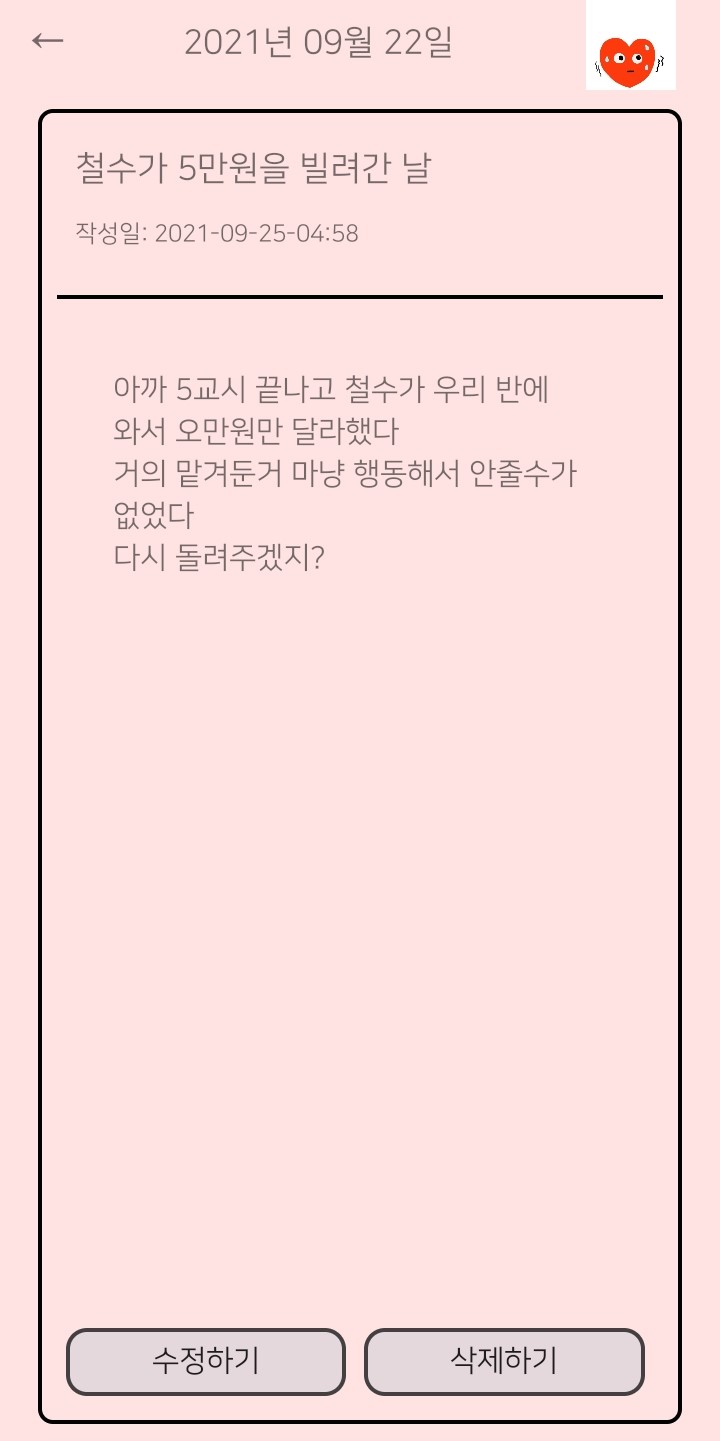 ←
2021년 09월 22일
철수가 5만원을 빌려간 날
작성일: 2021-09-25-04:58
아까 5교시 끝나고 철수가 우리 반에
와서 오만원만 달라했다
거의 맡겨둔거 마냥 행동해서 안줄수가
없었다
다시 돌려주겠지?
수정하기
삭제하기